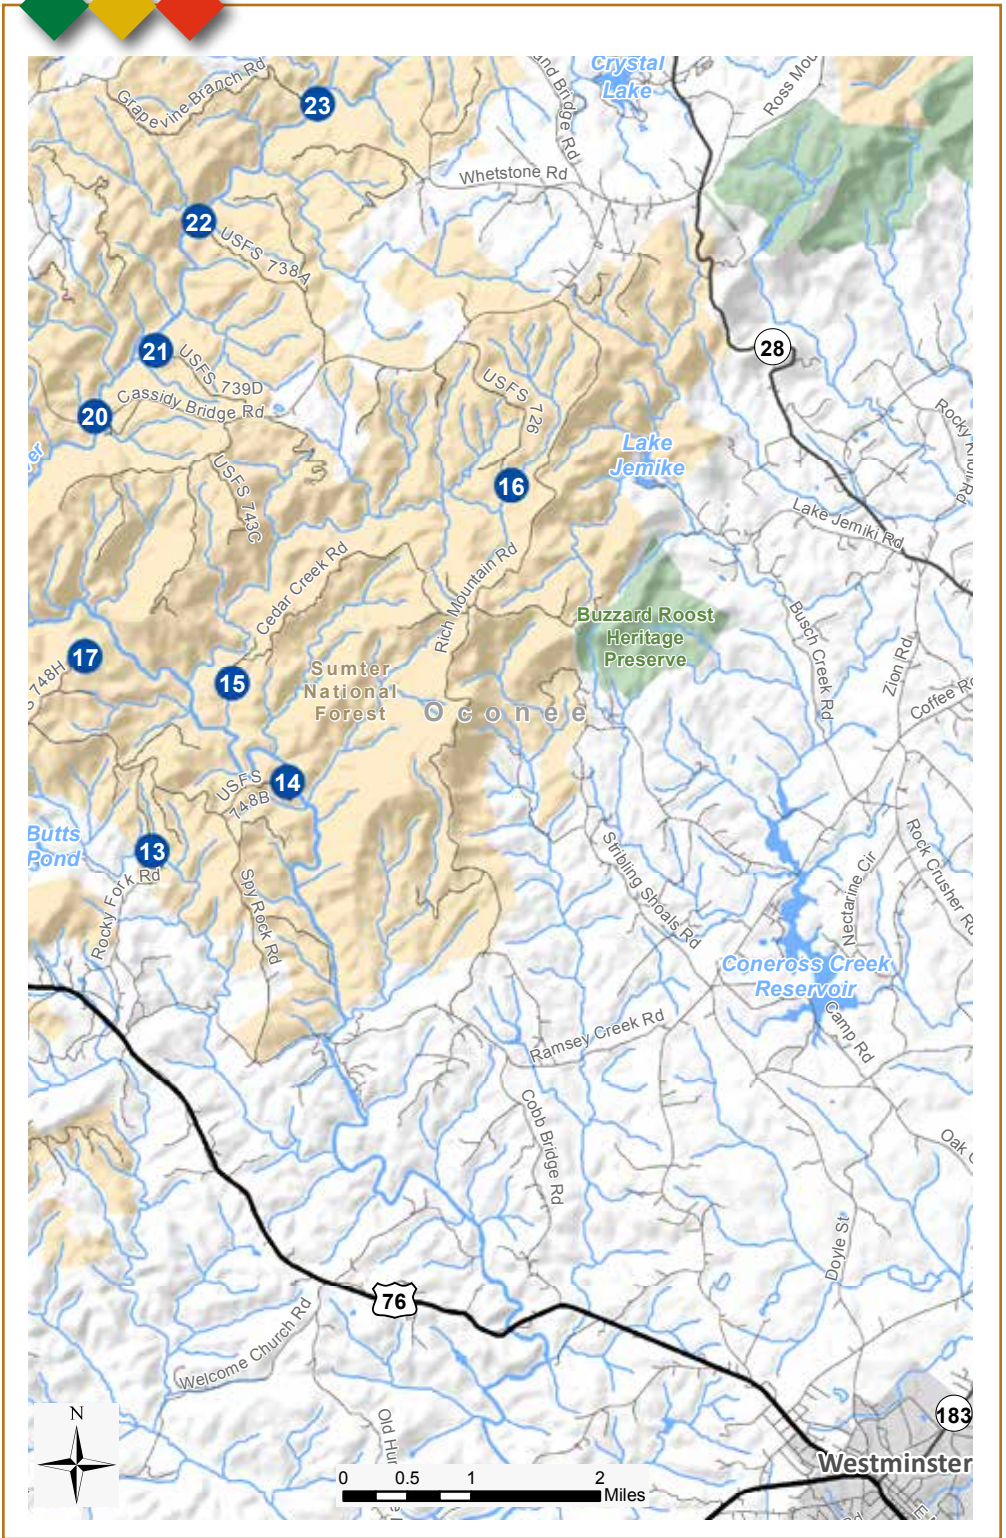 Crystal
Lake
Grapevine Branch Rd
23
Bridge Rd
Whetstone Rd
22
USFS 738A
28
21
USFS 739D
Cassidy Bridge Rd
20
USFS 726
Lake
Jemike
16
Rocky Knoll Rd
USFS 743C
Lake Jemiki Rd
Cedar Creek Rd
Rich Mountain Rd
Buzzard Roost
Heritage
Preserve
Busch Creek Rd
Zion Rd
17
748H
15
Sumter
National
Forest
Oconee
Coffee
14
USFS
748B
Butts
Pond
13
Rocky Fork Rd
Spy Rock Rd
Stribling Shoals Rd
Nectarine Cir
Rock Crusher Rd
Coneross Creek
Reservoir
Camp Rd
Ramsey Creek Rd
Cobb Bridge Rd
Oak
Doyle St
76
Welcome Church Rd
N
Old
183
Westminster
0 0.5 1 2
Miles